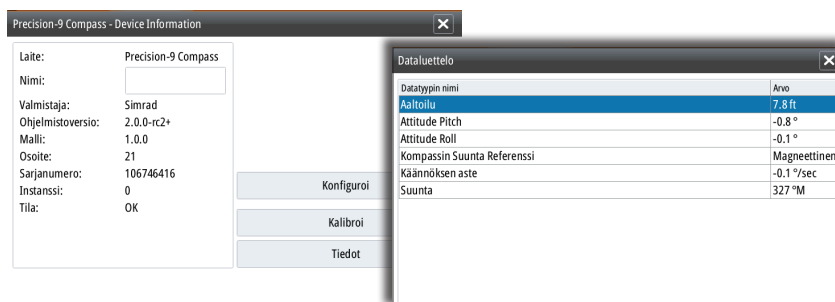 Precision-9 Compass - Device Information
Laite: Precision-9 Compass
Nimi:
Valmistaja: Simrad
Ohjelmistoversio: 2.0.0-rc2+
Malli: 1.0.0
Osoite: 21
Sarjanumero: 106746416
Instanssi: 0
Tila: OK
Konfiguroi
Kalibroi
Tiedot
Dataluettelo
Datatyypin nimi Arvo
Aaltoilu 7.8 ft
Attitude Pitch -0.8 °
Attitude Roll -0.1 °
Kompassin Suunta Referenssi Magneettinen
Käännöksen aste -0.1 °/sec
Suunta 327 °M